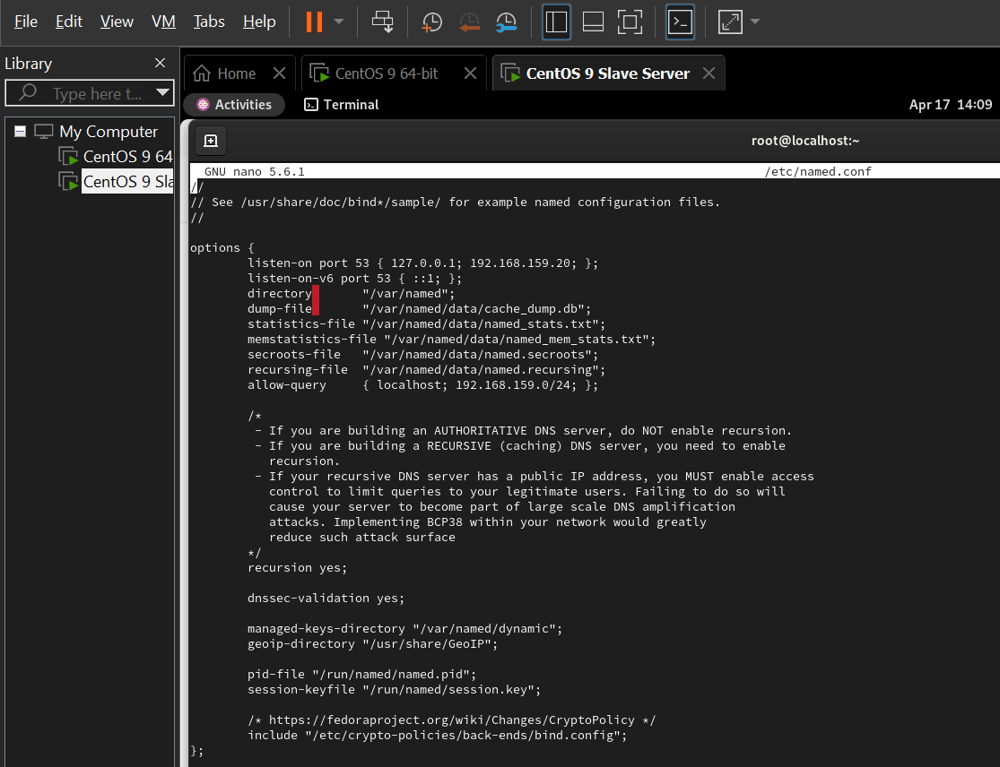 File Edit View VM Tabs Help
Library
Type here t...
My Computer
CentOS 9 64
CentOS 9 Sla
Home
CentOS 9 64-bit
CentOS 9 Slave Server
Activities
Terminal
Apr 17 14:09
root@localhost:~
GNU nano 5.6.1 /etc/named.conf
//
// See /usr/share/doc/bind*/sample/ for example named configuration files.
//
options {
listen-on port 53 { 127.0.0.1; 192.168.159.20; };
listen-on-v6 port 53 { ::1; };
directory "/var/named";
dump-file "/var/named/data/cache_dump.db";
statistics-file "/var/named/data/named_stats.txt";
memstatistics-file "/var/named/data/named_mem_stats.txt";
secroots-file "/var/named/data/named.secroots";
recursing-file "/var/named/data/named.recursing";
allow-query { localhost; 192.168.159.0/24; };
/*
- If you are building an AUTHORITATIVE DNS server, do NOT enable recursion.
- If you are building a RECURSIVE (caching) DNS server, you need to enable
recursion.
- If your recursive DNS server has a public IP address, you MUST enable access
control to limit queries to your legitimate users. Failing to do so will
cause your server to become part of large scale DNS amplification
attacks. Implementing BCP38 within your network would greatly
reduce such attack surface
*/
recursion yes;
dnssec-validation yes;
managed-keys-directory "/var/named/dynamic";
geoip-directory "/usr/share/GeoIP";
pid-file "/run/named/named.pid";
session-keyfile "/run/named/session.key";
/* https://fedoraproject.org/wiki/Changes/CryptoPolicy */
include "/etc/crypto-policies/back-ends/bind.config";
};